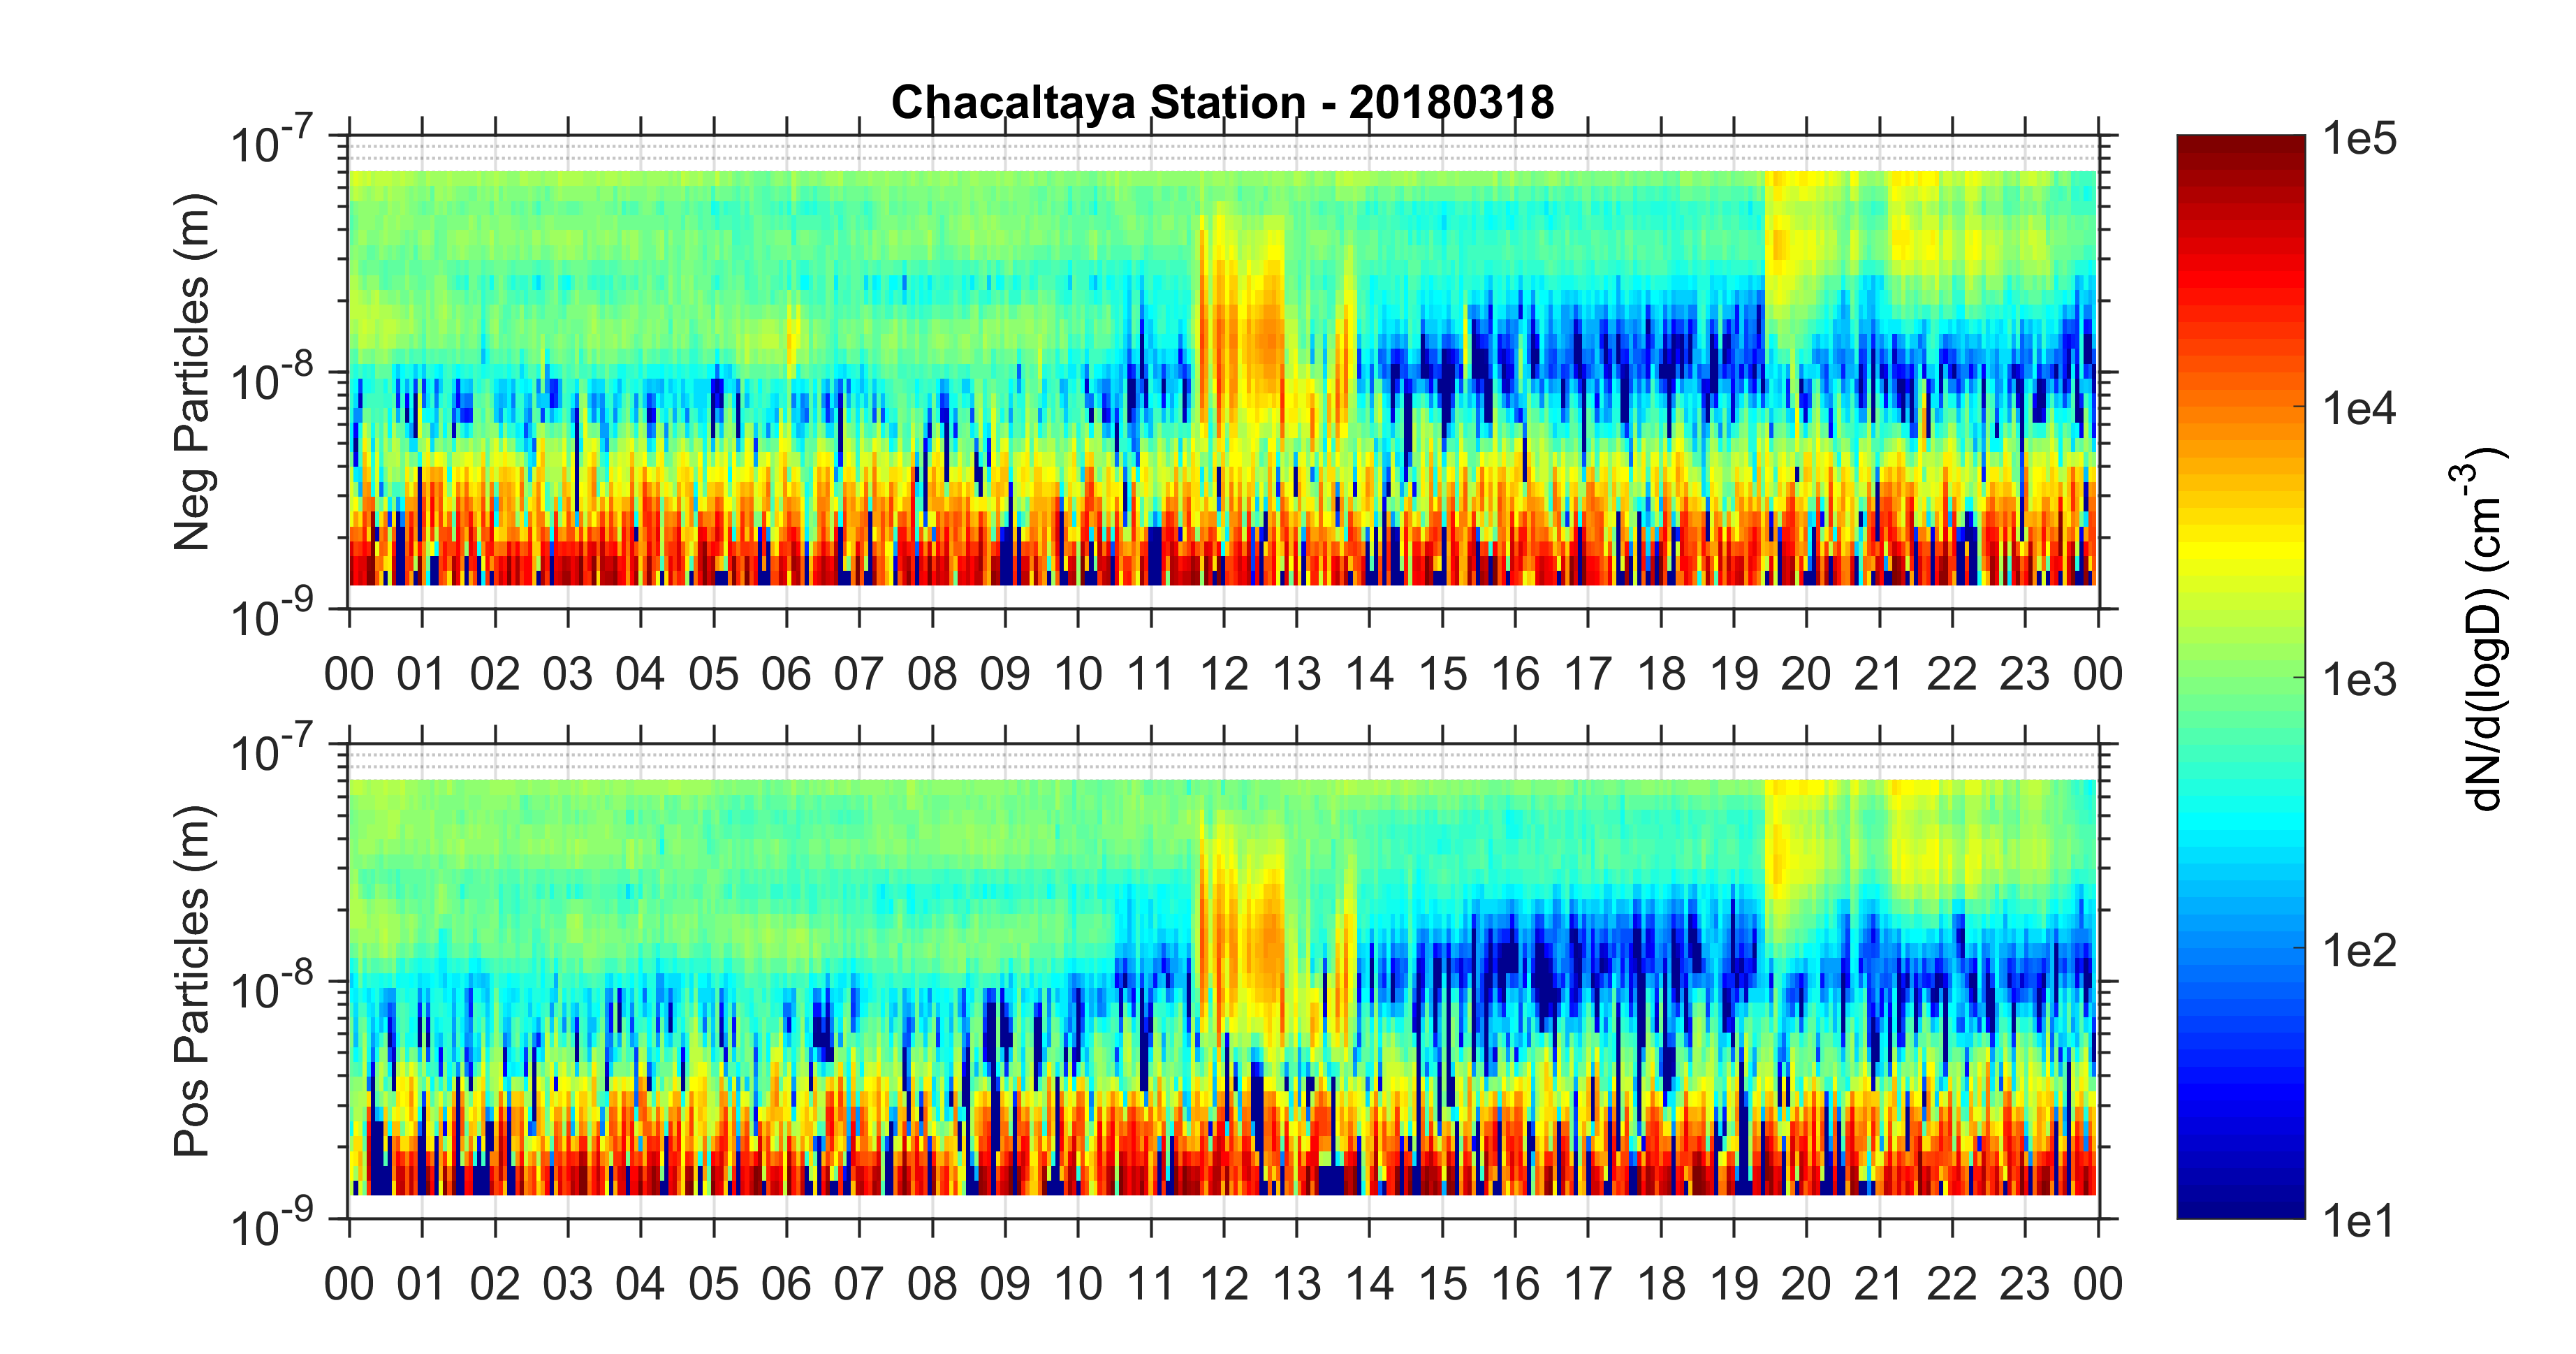 Chacaltaya Station - 20180318
10-7
10-8
10-9
Neg Particles (m)
00 01 02 03 04 05 06 07 08 09 10 11 12 13 14 15 16 17 18 19 20 21 22 23 00
10-7
10-8
10-9
Pos Particles (m)
00 01 02 03 04 05 06 07 08 09 10 11 12 13 14 15 16 17 18 19 20 21 22 23 00
1e5
1e4
1e3
1e2
1e1
dN/d(logD) (cm-3)